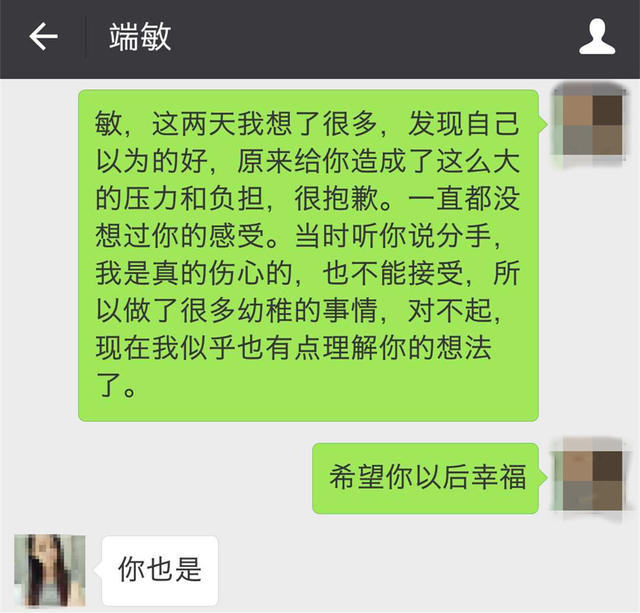 端敏
敏，这两天我想了很多，发现自己
以为的好，原来给你造成了这么大
的压力和负担，很抱歉。一直都没
想过你的感受。当时听你说分手，
我是真的伤心的，也不能接受，所
以做了很多幼稚的事情，对不起，
现在我似乎也有点理解你的想法
了。
希望你以后幸福
你也是